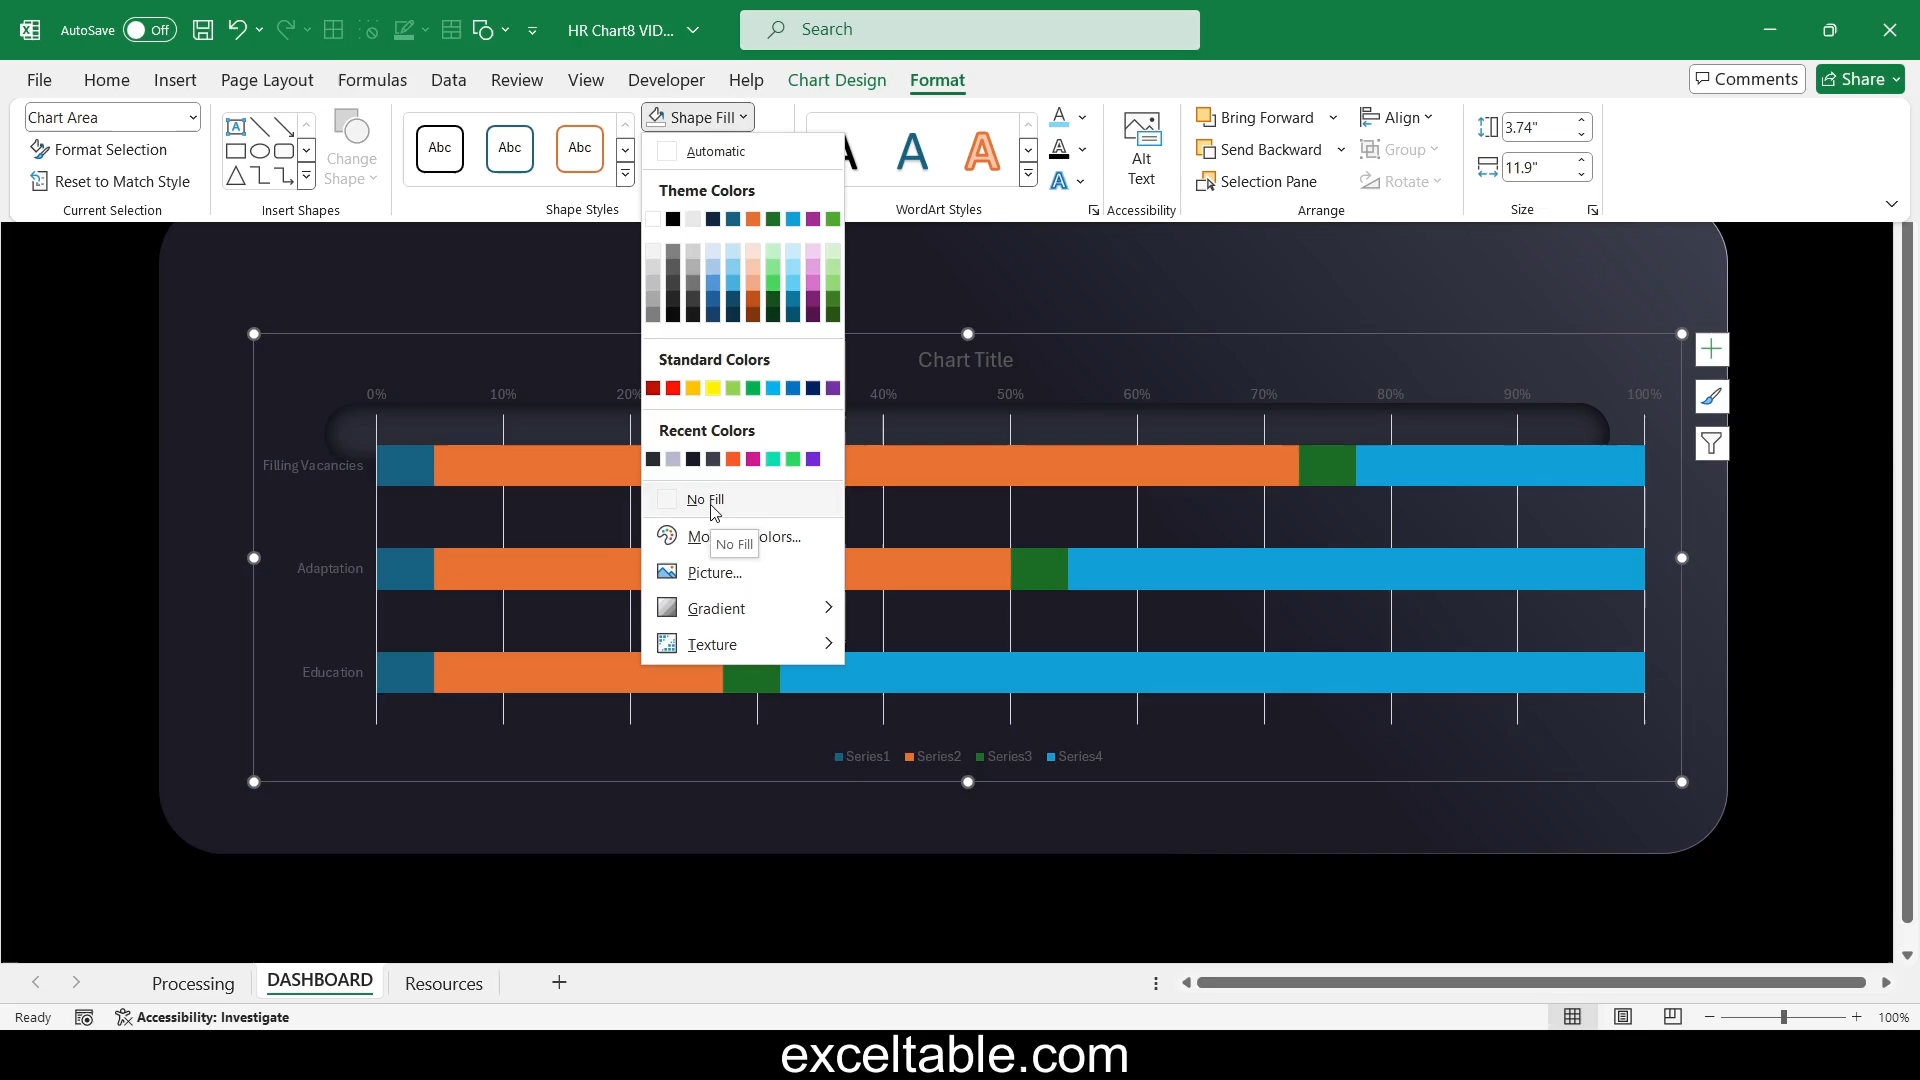 AutoSave Off HR Chart8 VID... Search
File Home Insert Page Layout Formulas Data Review View Developer Help Chart Design Format Comments Share
Chart Area
Format Selection
Reset to Match Style
Current Selection
Change
Shape
Insert Shapes
Abc Abc Abc
Shape Styles
Shape Fill
Automatic
Theme Colors
Standard Colors
Recent Colors
No Fill
No Fill
Picture...
Gradient
Texture
A A
WordArt Styles
Alt
Text
Accessibility
Bring Forward
Send Backward
Selection Pane
Align
Group
Rotate
Arrange
3.74"
11.9"
Size
Chart Title
0% 10% 20% 40% 50% 60% 70% 80% 90% 100%
Filling Vacancies
Adaptation
Education
Series1 Series2 Series3 Series4
Processing DASHBOARD Resources
Ready Accessibility: Investigate 100%
exceltable.com